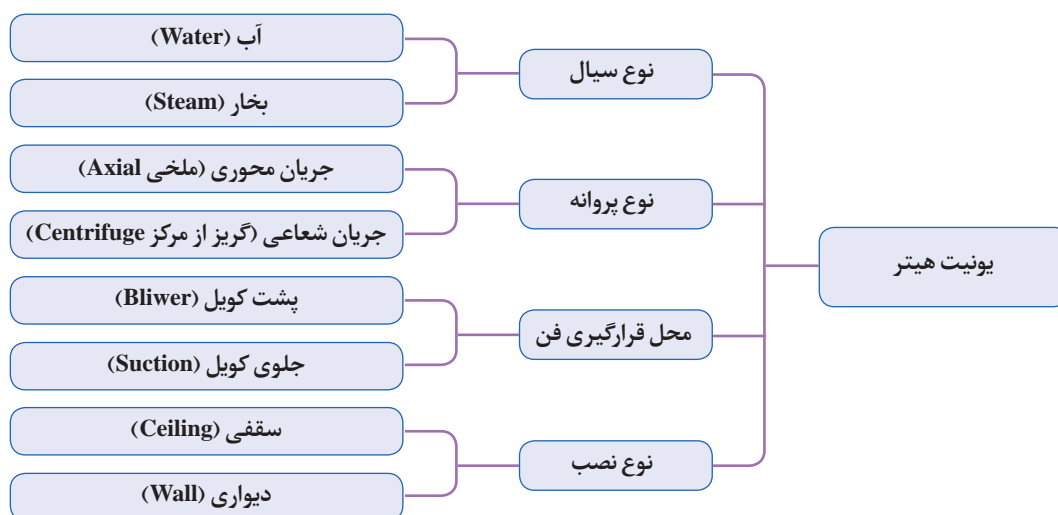 یونیت هیتر
نوع سیال
آب (Water)
بخار (Steam)
نوع پروانه
جریان محوری (ملخی Axial)
جریان شعاعی (گریز از مرکز Centrifuge)
محل قرارگیری فن
پشت کویل (Bliwer)
جلوی کویل (Suction)
نوع نصب
سقفی (Ceiling)
دیواری (Wall)